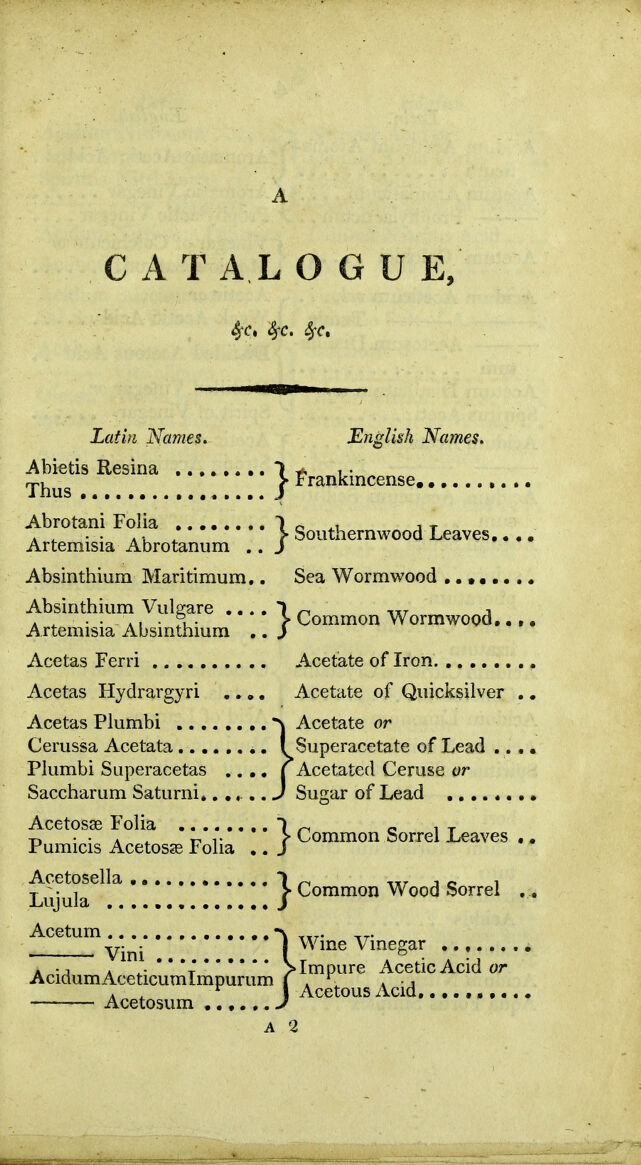 A
CATALOGUE,
&c. &c. &c.
Latin Names. English Names.
Abietis Resina ........
Thus ................
} Frankincense..........
Abrotani Folia ........
Artemisia Abrotanum ..
} Southernwood Leaves....
Absinthium Maritimum.. Sea Wormwood ........
Absinthium Vulgare ....
Artemisia Absinthium ..
} Common Wormwood....
Acetas Ferri .......... Acetate of Iron. ........
Acetas Hydrargyri .... Acetate of Quicksilver ..
Acetas Plumbi ........ Acetate or
Cerussa Acetata ........ Superacetate of Lead ....
Plumbi Superacetas .... Acetated Ceruse or
Saccharum Saturni....... Sugar of Lead ........
Acetosæ Folia ........
Pumicis Acetosæ Folia ..
} Common Sorrel Leaves ..
Acetosella ............
Lujula ..............
} Common Wood Sorrel ..
Acetum ..............
——— Vini ..........
AcidumAceticumImpurum
——— Acetosum ......
} Wine Vinegar ........
Impure Acetic Acid or
Acetous Acid..........
A 2